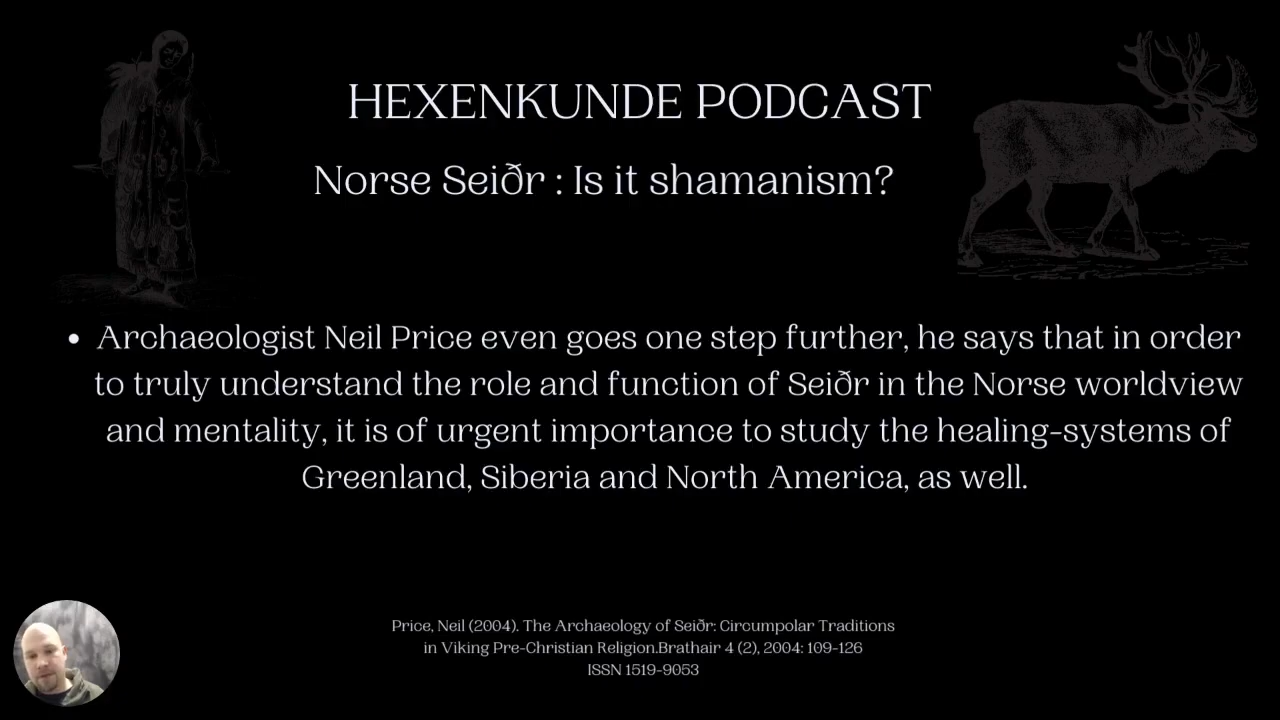 HEXENKUNDE PODCAST
Norse Seiðr : Is it shamanism?
• Archaeologist Neil Price even goes one step further, he says that in order
to truly understand the role and function of Seiðr in the Norse worldview
and mentality, it is of urgent importance to study the healing-systems of
Greenland, Siberia and North America, as well.
Price, Neil (2004). The Archaeology of Seiðr: Circumpolar Traditions
in Viking Pre-Christian Religion.Brathair 4 (2), 2004: 109-126
ISSN 1519-9053